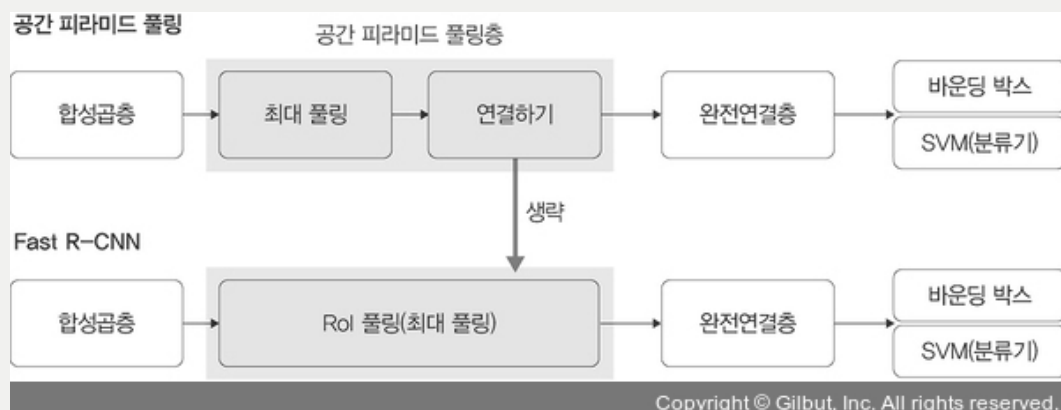 공간 피라미드 풀링
공간 피라미드 풀링층
합성곱층
최대 풀링
연결하기
완전연결층
바운딩 박스
SVM(분류기)
생략
Fast R-CNN
합성곱층
RoI 풀링(최대 풀링)
완전연결층
바운딩 박스
SVM(분류기)
Copyright © Gilbut, Inc. All rights reserved.